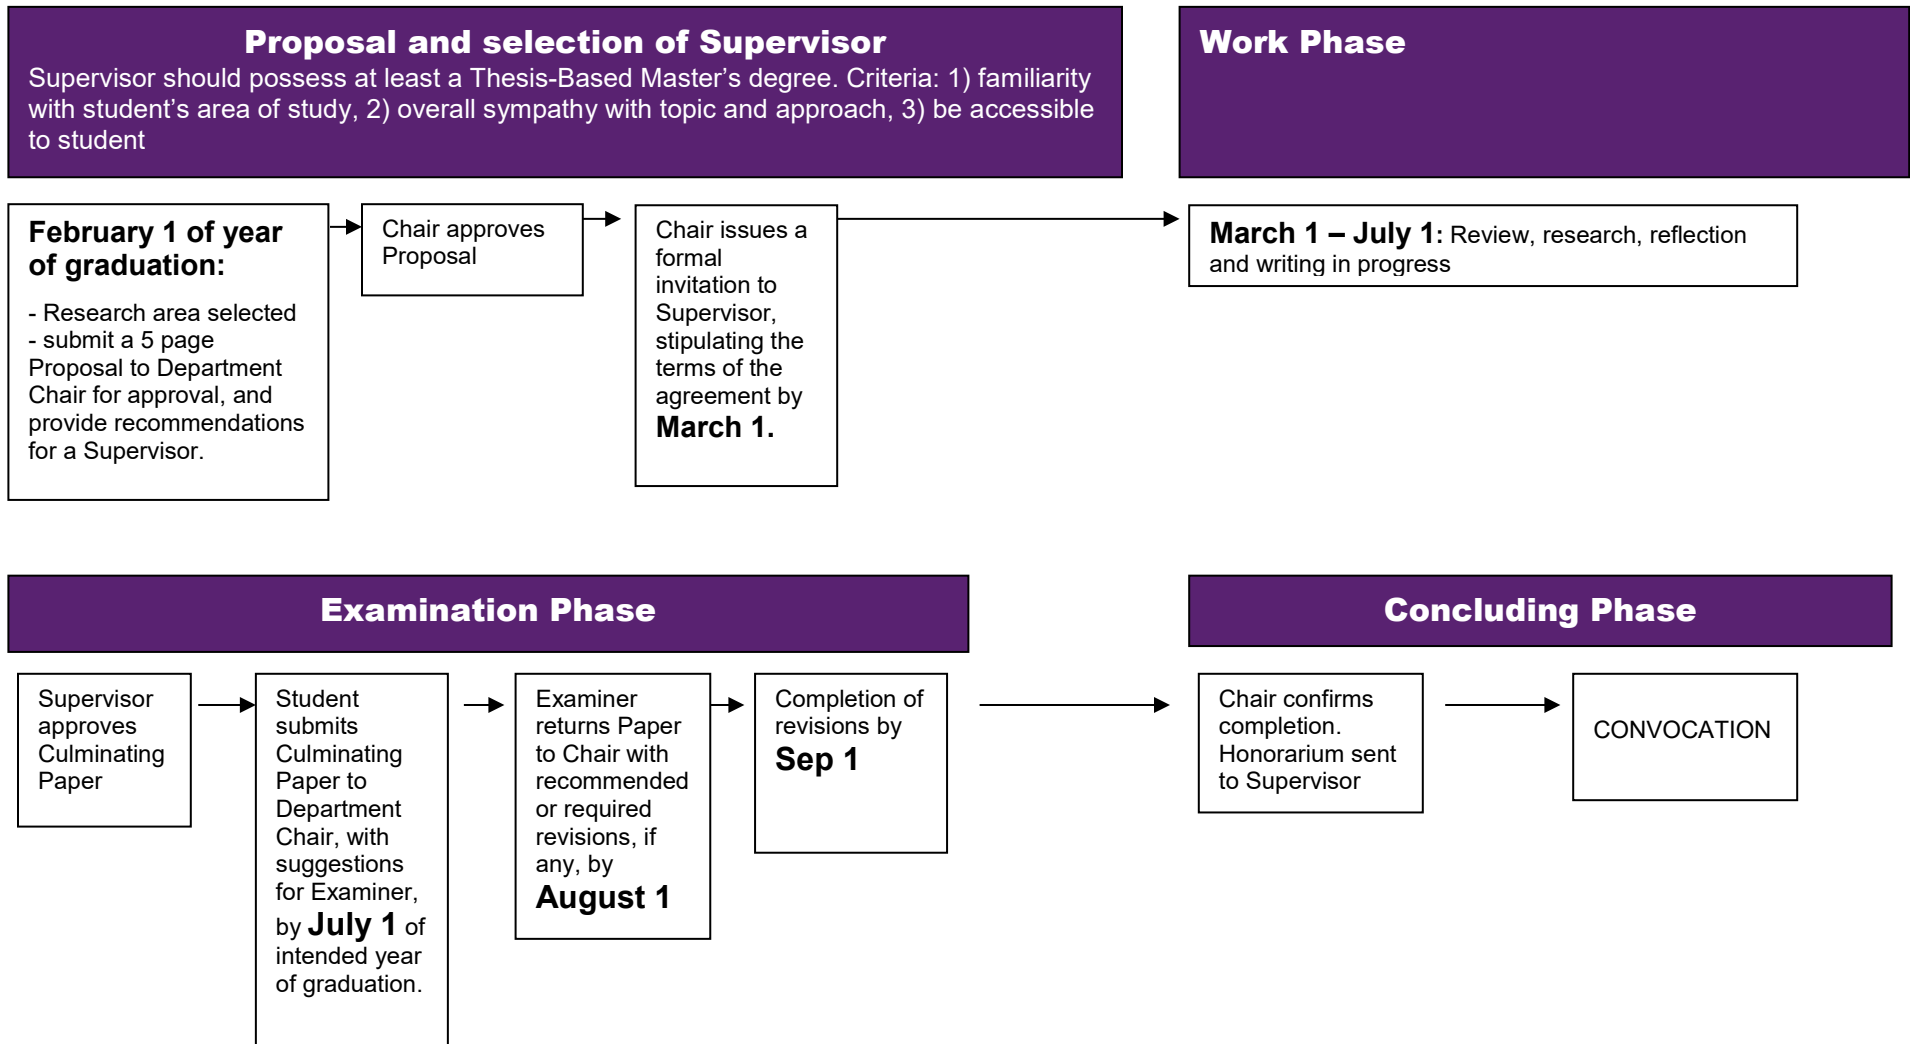 Proposal and selection of Supervisor
Supervisor should possess at least a Thesis-Based Master’s degree. Criteria: 1) familiarity
with student’s area of study, 2) overall sympathy with topic and approach, 3) be accessible
to student
Work Phase
February 1 of year
of graduation:
- Research area selected
- submit a 5 page
Proposal to Department
Chair for approval, and
provide recommendations
for a Supervisor.
Chair approves
Proposal
Chair issues a
formal
invitation to
Supervisor,
stipulating the
terms of the
agreement by
March 1.
March 1 – July 1: Review, research, reflection
and writing in progress
Examination Phase
Concluding Phase
Supervisor
approves
Culminating
Paper
Student
submits
Culminating
Paper to
Department
Chair, with
suggestions
for Examiner,
by July 1 of
intended year
of graduation.
Examiner
returns Paper
to Chair with
recommended
or required
revisions, if
any, by
August 1
Completion of
revisions by
Sep 1
Chair confirms
completion.
Honorarium sent
to Supervisor
CONVOCATION